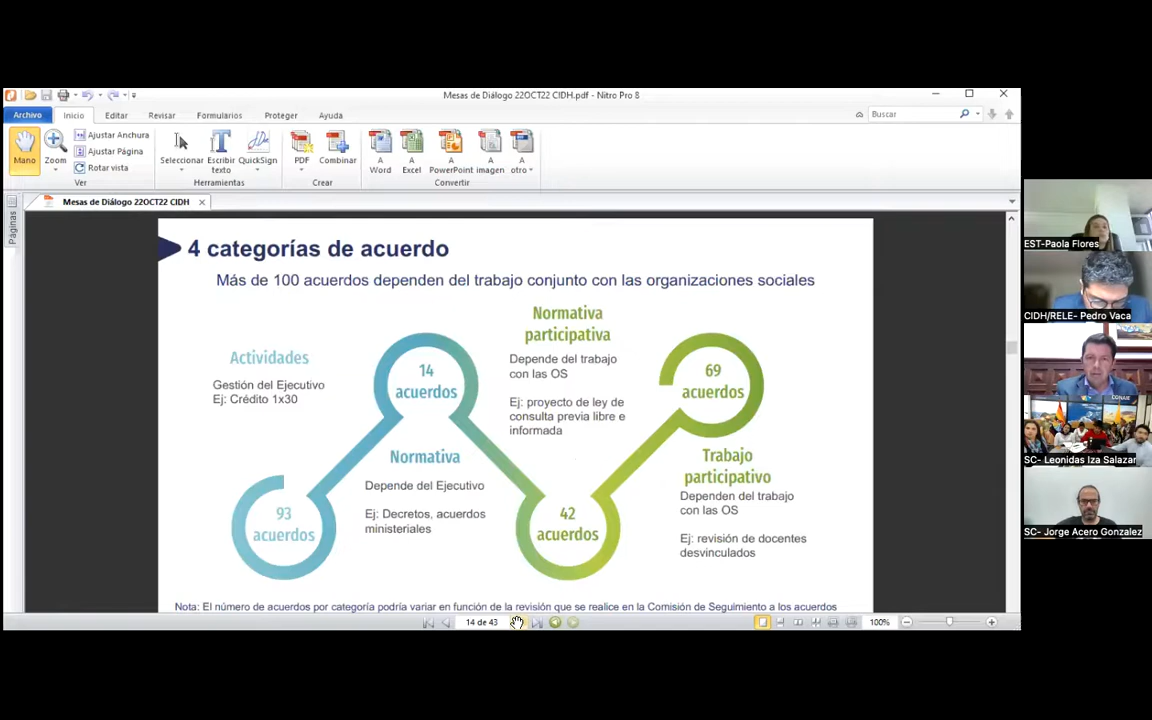 Mesas de Diálogo 22OCT22 CIDH.pdf - Nitro Pro 8
Archivo
Inicio
Editar
Revisar
Formularios
Proteger
Ayuda
Buscar
Mano
Zoom
Ajustar Anchura
Ajustar Página
Rotar vista
Ver
Seleccionar
Escribir texto
QuickSign
Herramientas
PDF
Combinar
Crear
A Word
A Excel
A PowerPoint
A imagen
A otro
Convertir
Páginas
Mesas de Diálogo 22OCT22 CIDH
4 categorías de acuerdo
Más de 100 acuerdos dependen del trabajo conjunto con las organizaciones sociales
Actividades
Gestión del Ejecutivo
Ej: Crédito 1x30
93
acuerdos
14
acuerdos
Normativa
Depende del Ejecutivo
Ej: Decretos, acuerdos
ministeriales
Normativa
participativa
Depende del trabajo
con las OS
Ej: proyecto de ley de
consulta previa libre e
informada
42
acuerdos
69
acuerdos
Trabajo
participativo
Dependen del trabajo
con las OS
Ej: revisión de docentes
desvinculados
Nota: El número de acuerdos por categoría podría variar en función de la revisión que se realice en la Comisión de Seguimiento a los acuerdos
14 de 43
100%
EST-Paola Flores
CIDH/RELE- Pedro Vaca
CONAIE
SC- Leonidas Iza Salazar
SC- Jorge Acero Gonzalez